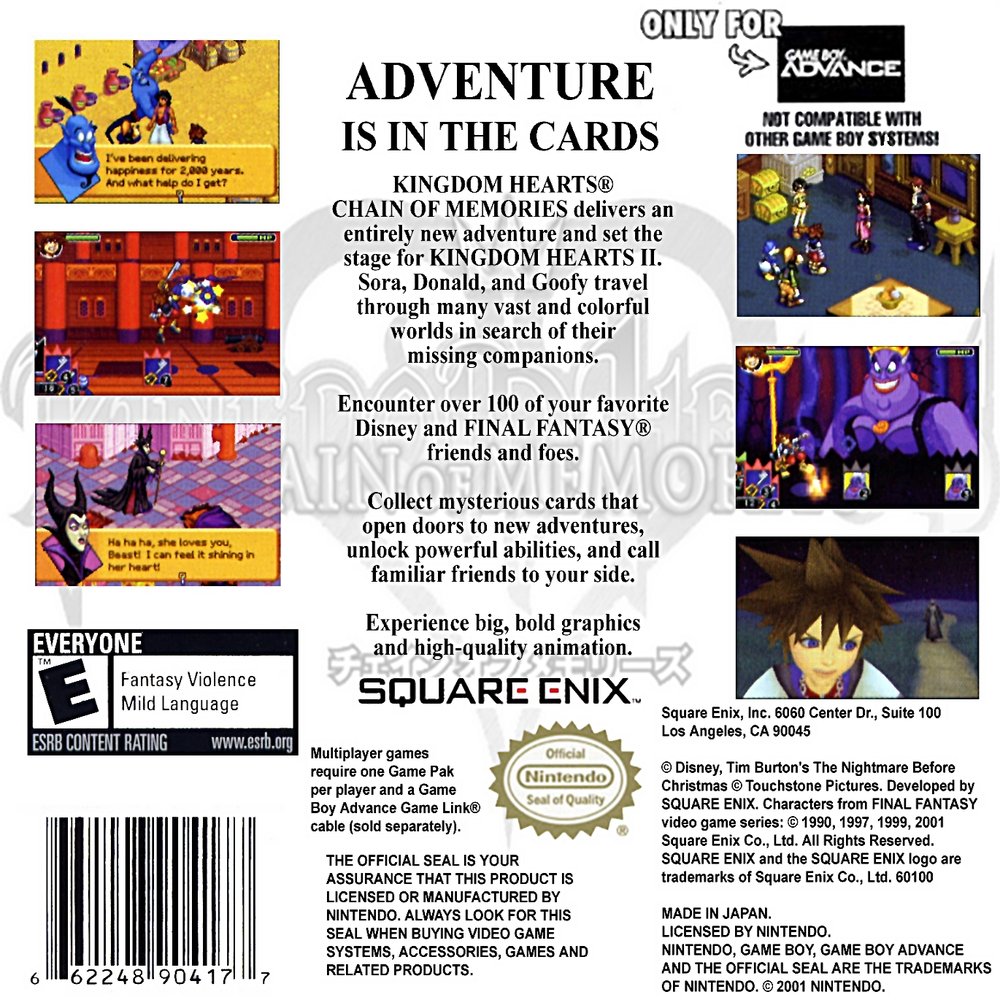 ONLY FOR
GAME BOY
ADVANCE
NOT COMPATIBLE WITH
OTHER GAME BOY SYSTEMS!
I've been delivering
happiness for 2,000 years.
And what help do I get?
Ha ha ha, she loves you,
Beast! I can feel it shining in
her heart!
ADVENTURE
IS IN THE CARDS
KINGDOM HEARTS®
CHAIN OF MEMORIES delivers an
entirely new adventure and set the
stage for KINGDOM HEARTS II.
Sora, Donald, and Goofy travel
through many vast and colorful
worlds in search of their
missing companions.
Encounter over 100 of your favorite
Disney and FINAL FANTASY®
friends and foes.
Collect mysterious cards that
open doors to new adventures,
unlock powerful abilities, and call
familiar friends to your side.
Experience big, bold graphics
and high-quality animation.
チェイン オブ メモリーズ
SQUARE ENIX™
EVERYONE
E™
Fantasy Violence
Mild Language
ESRB CONTENT RATING www.esrb.org
Multiplayer games
require one Game Pak
per player and a Game
Boy Advance Game Link®
cable (sold separately).
Official
Nintendo
Seal of Quality
®
THE OFFICIAL SEAL IS YOUR
ASSURANCE THAT THIS PRODUCT IS
LICENSED OR MANUFACTURED BY
NINTENDO. ALWAYS LOOK FOR THIS
SEAL WHEN BUYING VIDEO GAME
SYSTEMS, ACCESSORIES, GAMES AND
RELATED PRODUCTS.
Square Enix, Inc. 6060 Center Dr., Suite 100
Los Angeles, CA 90045
© Disney, Tim Burton's The Nightmare Before
Christmas © Touchstone Pictures. Developed by
SQUARE ENIX. Characters from FINAL FANTASY
video game series: © 1990, 1997, 1999, 2001
Square Enix Co., Ltd. All Rights Reserved.
SQUARE ENIX and the SQUARE ENIX logo are
trademarks of Square Enix Co., Ltd. 60100
MADE IN JAPAN.
LICENSED BY NINTENDO.
NINTENDO, GAME BOY, GAME BOY ADVANCE
AND THE OFFICIAL SEAL ARE THE TRADEMARKS
OF NINTENDO. © 2001 NINTENDO.
6 62248 90417 7